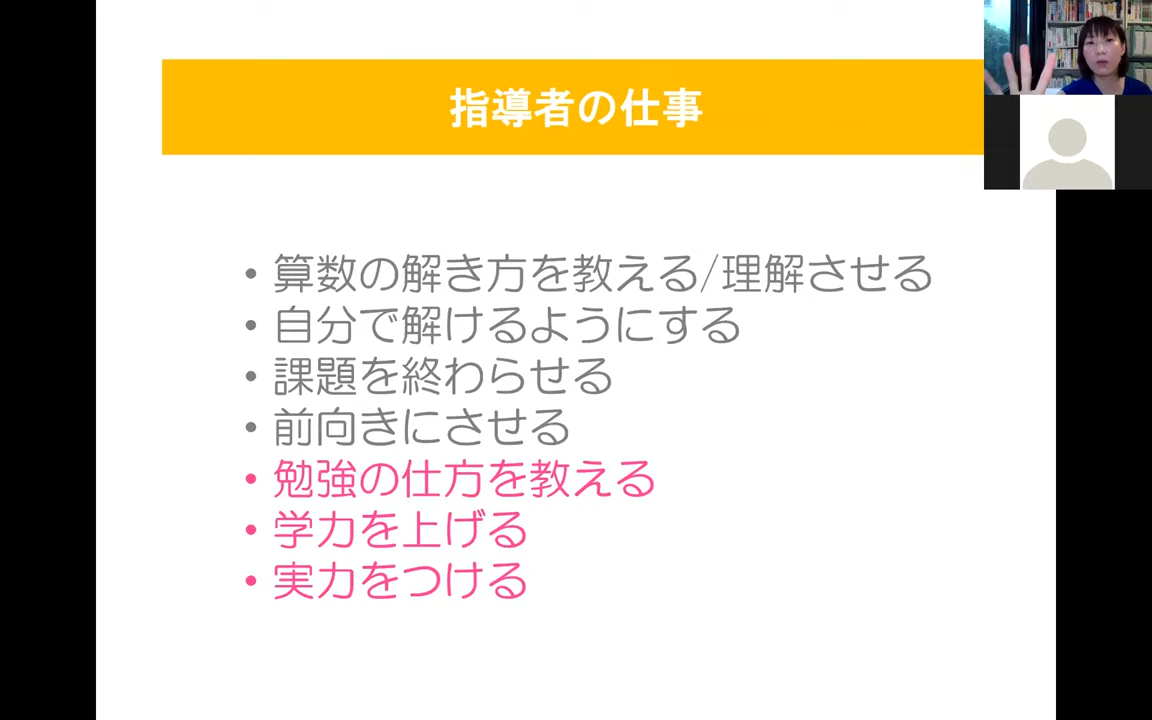 指導者の仕事
• 算数の解き方を教える/理解させる
• 自分で解けるようにする
• 課題を終わらせる
• 前向きにさせる
• 勉強の仕方を教える
• 学力を上げる
• 実力をつける